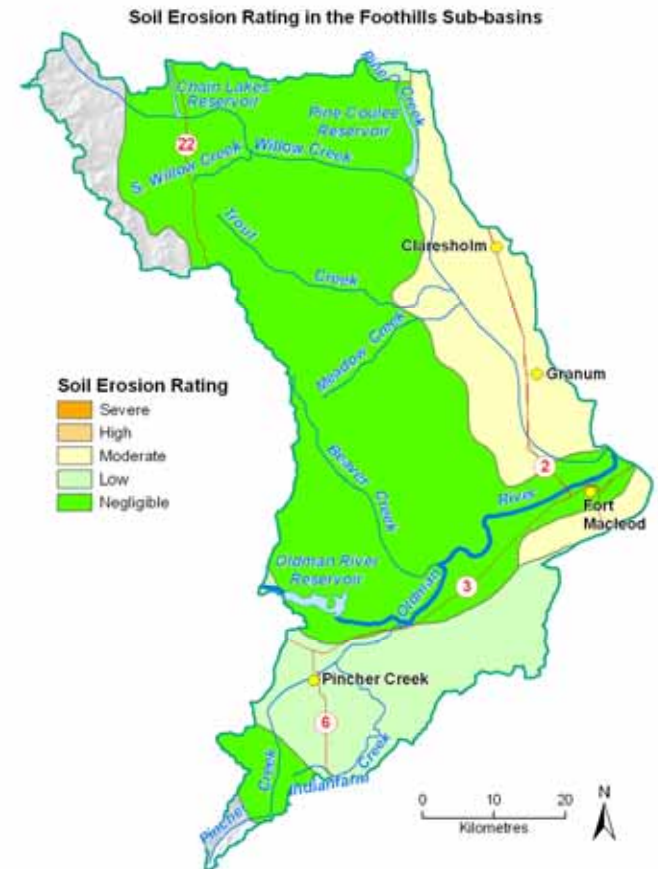 Soil Erosion Rating in the Foothills Sub-basins
Chain Lakes
Reservoir
Pine C Creek
Pine Coulee
Reservoir
22
S. Willow Creek
Willow Creek
Trout
Creek
Claresholm
Meadow Creek
Granum
Soil Erosion Rating
Severe
High
Moderate
Low
Negligible
Beaver
Creek
2
River
Fort
Macleod
Oldman River
Reservoir
Oldman
3
Pincher Creek
6
Creek
Indianfarm
Creek
Pincher
N
0
10
20
Kilometres